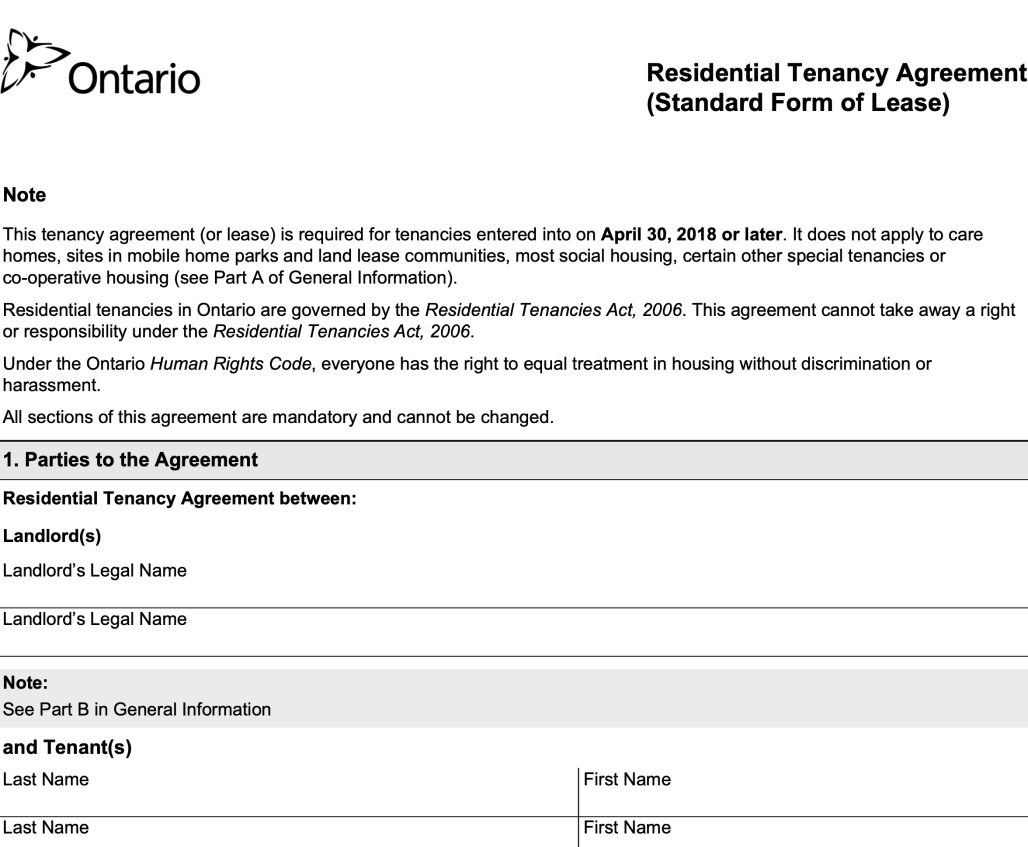 Ontario
Residential Tenancy Agreement
(Standard Form of Lease)
Note
This tenancy agreement (or lease) is required for tenancies entered into on April 30, 2018 or later. It does not apply to care
homes, sites in mobile home parks and land lease communities, most social housing, certain other special tenancies or
co-operative housing (see Part A of General Information).
Residential tenancies in Ontario are governed by the Residential Tenancies Act, 2006. This agreement cannot take away a right
or responsibility under the Residential Tenancies Act, 2006.
Under the Ontario Human Rights Code, everyone has the right to equal treatment in housing without discrimination or
harassment.
All sections of this agreement are mandatory and cannot be changed.
1. Parties to the Agreement
Residential Tenancy Agreement between:
Landlord(s)
Landlord’s Legal Name
Landlord’s Legal Name
Note:
See Part B in General Information
and Tenant(s)
Last Name
First Name
Last Name
First Name